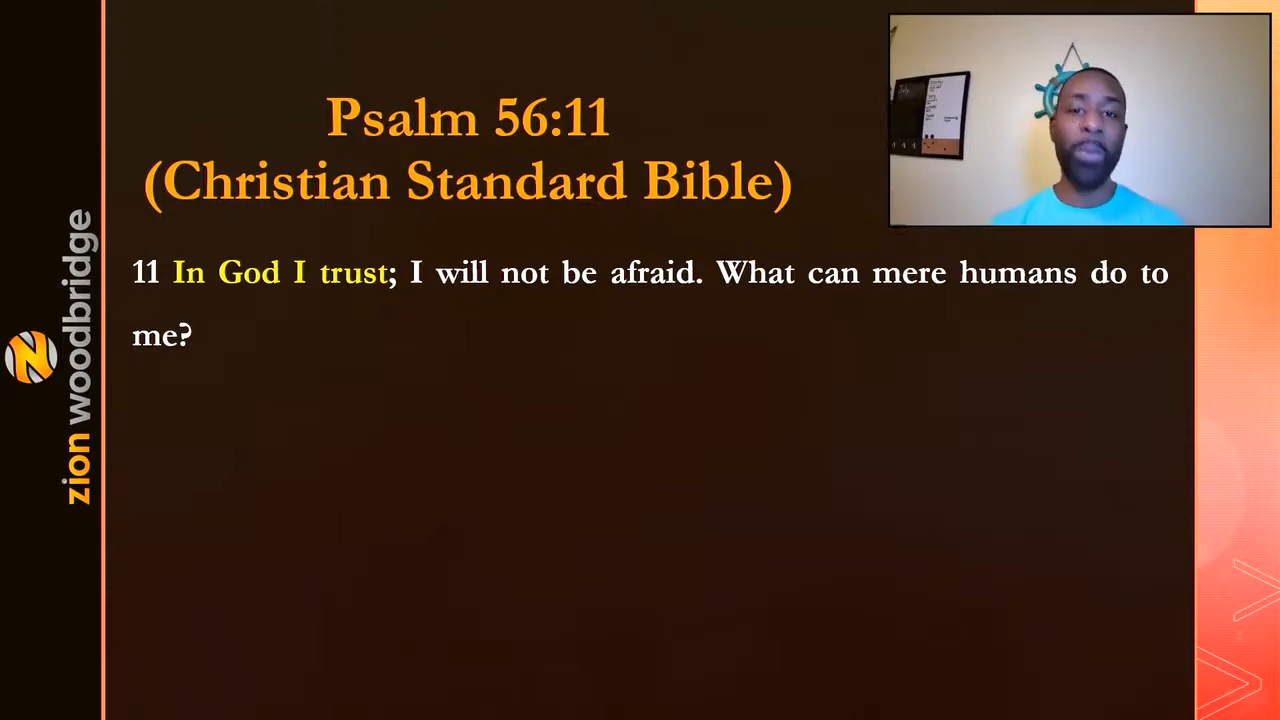 Psalm 56:11
(Christian Standard Bible)
11 In God I trust; I will not be afraid. What can mere humans do to
me?
zion woodbridge
July